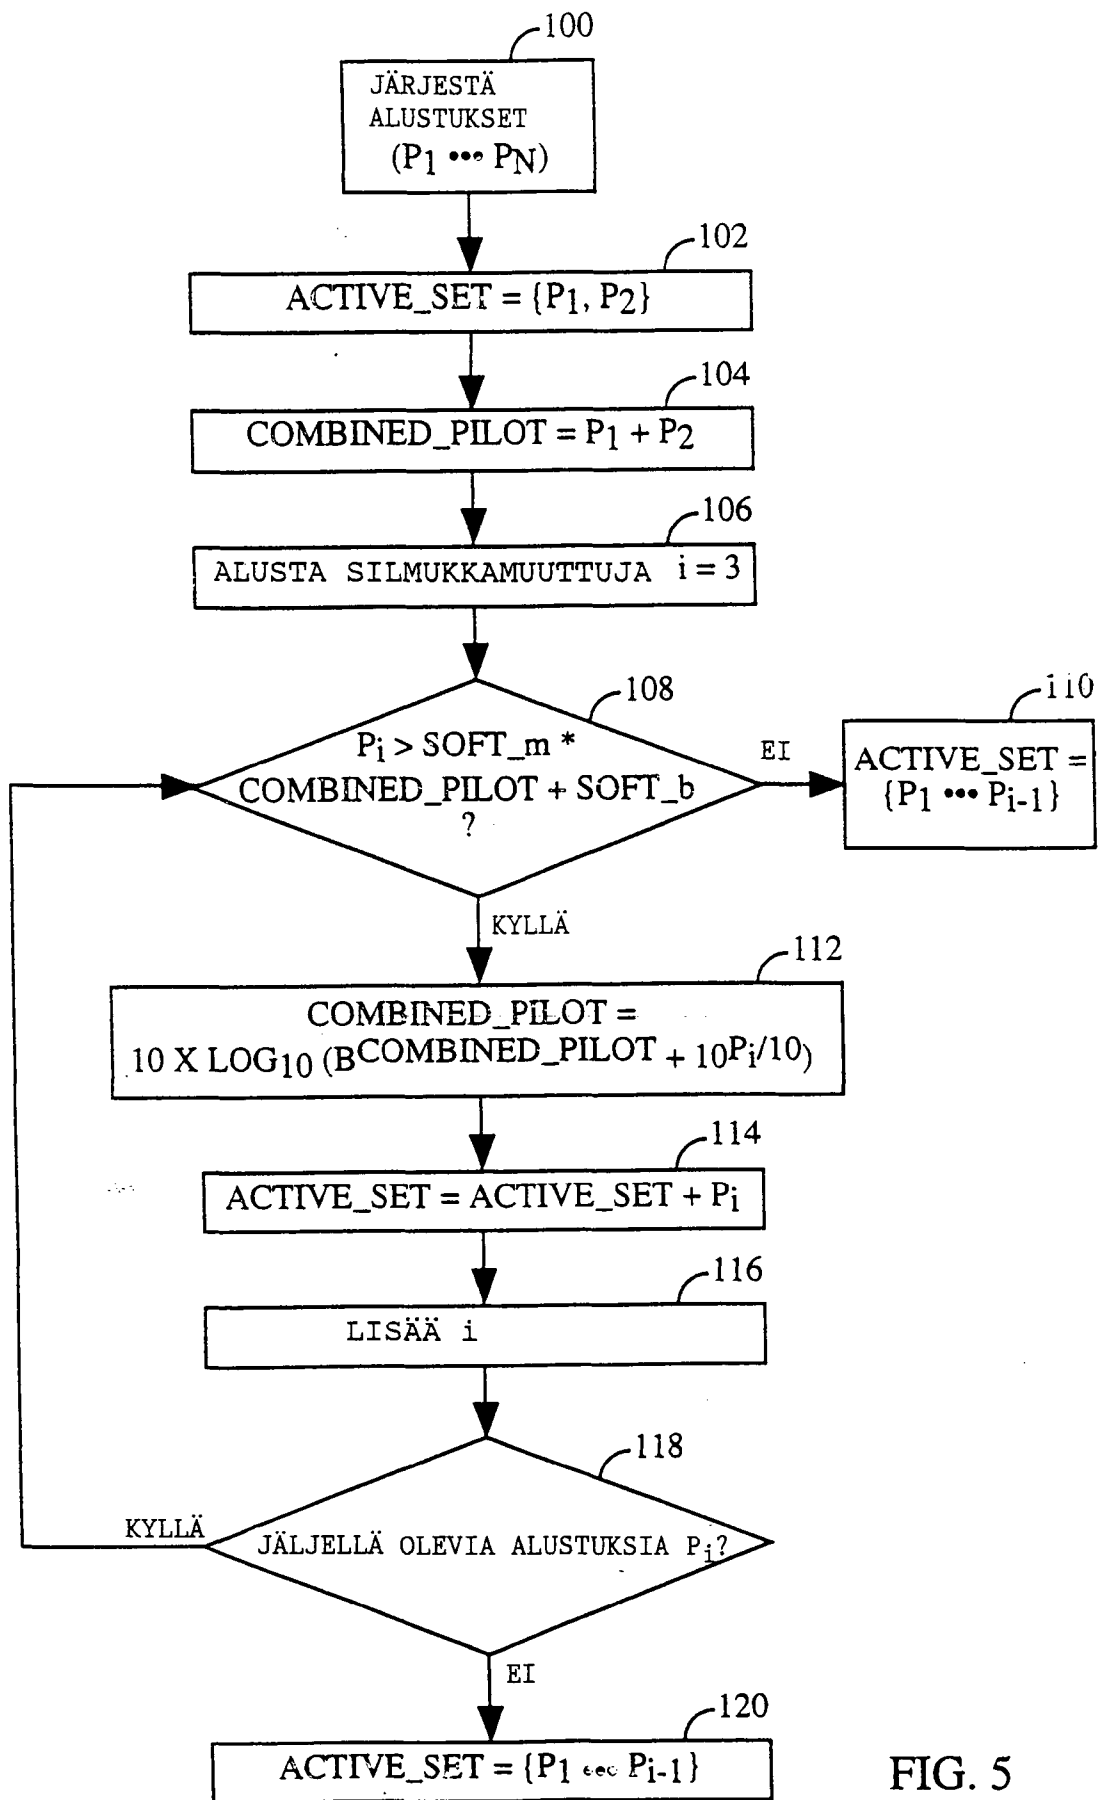 100
JÄRJESTÄ
ALUSTUKSET
(P1 ••• PN)
102
ACTIVE_SET = {P1, P2}
104
COMBINED_PILOT = P1 + P2
106
ALUSTA SILMUKKAMUUTTUJA i = 3
108
Pi > SOFT_m *
COMBINED_PILOT + SOFT_b
?
EI
110
ACTIVE_SET =
{P1 ••• Pi-1}
KYLLÄ
112
COMBINED_PILOT =
10 X LOG10 (BCOMBINED_PILOT + 10Pi/10)
114
ACTIVE_SET = ACTIVE_SET + Pi
116
LISÄÄ i
118
KYLLÄ
JÄLJELLÄ OLEVIA ALUSTUKSIA Pi?
EI
120
ACTIVE_SET = {P1 ••• Pi-1}
FIG. 5